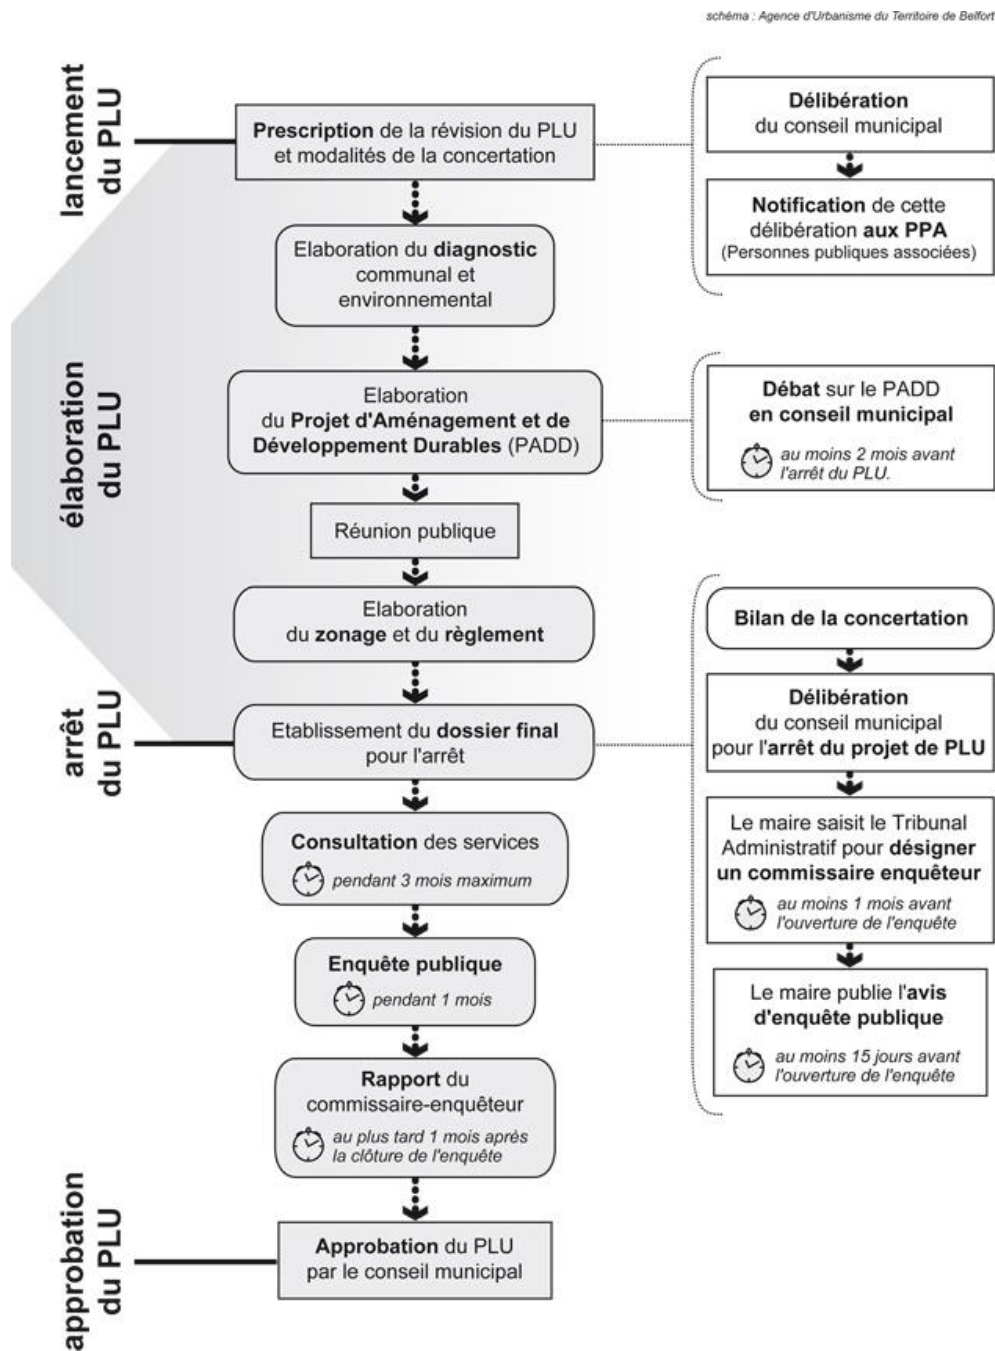 schéma : Agence d'Urbanisme du Territoire de Belfort
lancement
du PLU
Prescription de la révision du PLU
et modalités de la concertation
Délibération
du conseil municipal
Notification de cette
délibération aux PPA
(Personnes publiques associées)
Elaboration du diagnostic
communal et
environnemental
élaboration
du PLU
Elaboration
du Projet d'Aménagement et de
Développement Durables (PADD)
Débat sur le PADD
en conseil municipal
au moins 2 mois avant
l'arrêt du PLU.
Réunion publique
Elaboration
du zonage et du règlement
arrêt
du PLU
Etablissement du dossier final
pour l'arrêt
Bilan de la concertation
Délibération
du conseil municipal
pour l'arrêt du projet de PLU
Le maire saisit le Tribunal
Administratif pour désigner
un commissaire enquêteur
au moins 1 mois avant
l'ouverture de l'enquête
Le maire publie l'avis
d'enquête publique
au moins 15 jours avant
l'ouverture de l'enquête
Consultation des services
pendant 3 mois maximum
Enquête publique
pendant 1 mois
Rapport du
commissaire-enquêteur
au plus tard 1 mois après
la clôture de l'enquête
approbation
du PLU
Approbation du PLU
par le conseil municipal